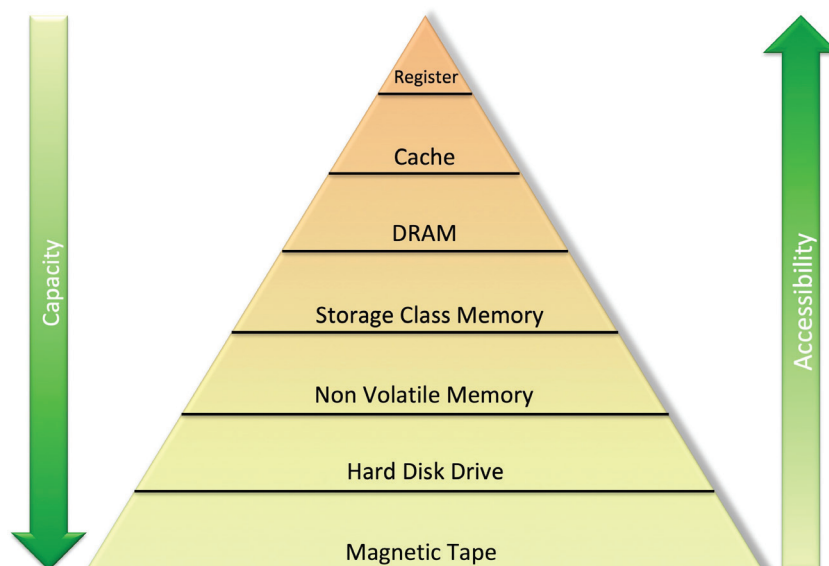 Register
Cache
DRAM
Storage Class Memory
Non Volatile Memory
Hard Disk Drive
Magnetic Tape
Capacity
Accessibility